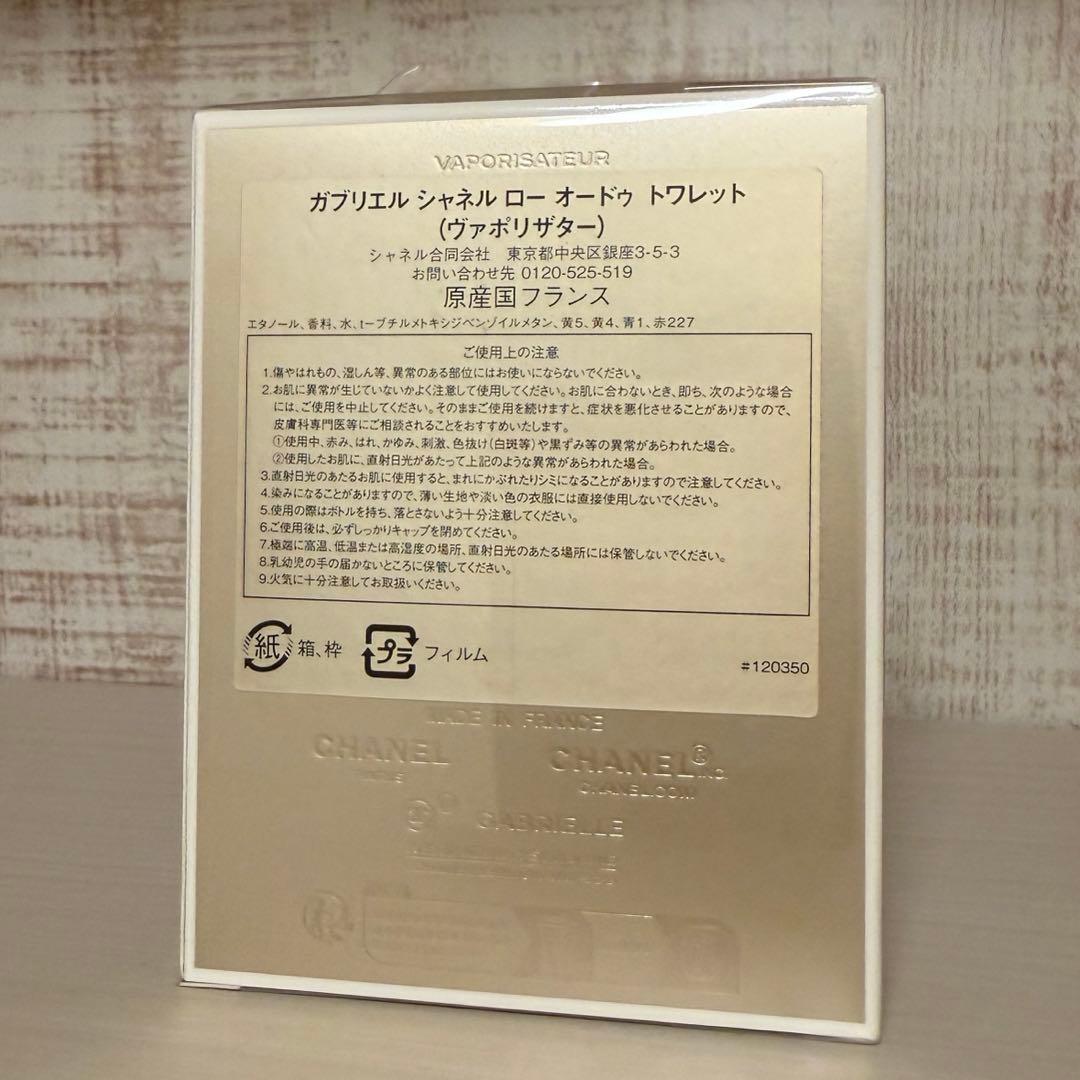 VAPORISATEUR
ガブリエル シャネル ロー オードゥ トワレット
(ヴァポリザター)
シャネル合同会社 東京都中央区銀座3-5-3
お問い合わせ先 0120-525-519
原産国フランス
エタノール、香料、水、t-ブチルメトキシジベンゾイルメタン、黄5、黄4、青1、赤227
ご使用上の注意
1.傷やはれもの、湿しん等、異常のある部位にはお使いにならないでください。
2.お肌に異常が生じていないかよく注意して使用してください。お肌に合わないとき、即ち、次のような場合
には、ご使用を中止してください。そのままご使用を続けますと、症状を悪化させることがありますので、
皮膚科専門医等にご相談されることをおすすめいたします。
①使用中、赤み、はれ、かゆみ、刺激、色抜け(白斑等)や黒ずみ等の異常があらわれた場合。
②使用したお肌に、直射日光があたって上記のような異常があらわれた場合。
3.直射日光のあたるお肌に使用すると、まれにかぶれたりシミになることがありますので注意してください。
4.染みになることがありますので、薄い生地や淡い色の衣服には直接使用しないでください。
5.使用の際はボトルを持ち、落とさないよう十分注意してください。
6.ご使用後は、必ずしっかりキャップを閉めてください。
7.極端に高温、低温または高湿度の場所、直射日光のあたる場所には保管しないでください。
8.乳幼児の手の届かないところに保管してください。
9.火気に十分注意してお取扱いください。
紙 箱、枠 プラ フィルム
#120350
MADE IN FRANCE
CHANEL CHANEL® INC.
CHANEL.COM
GABRIELLE